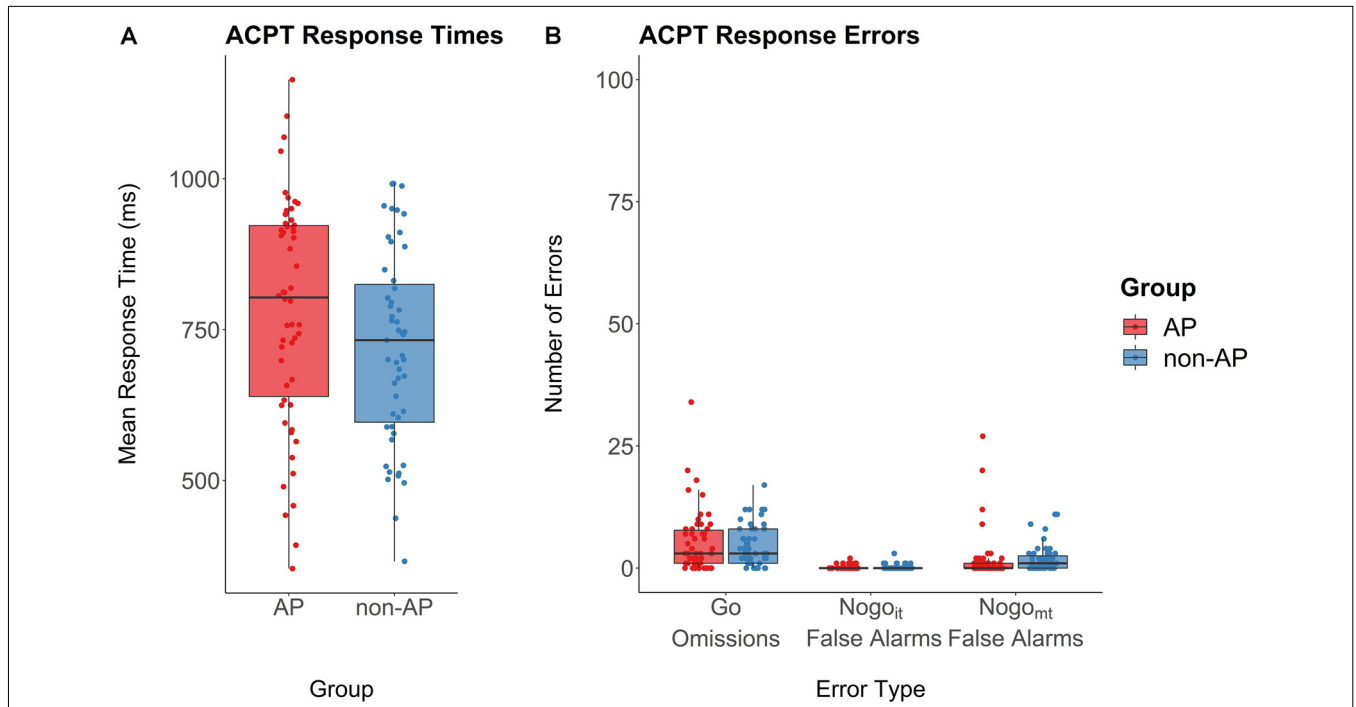 A
ACPT Response Times
B
ACPT Response Errors
Mean Response Time (ms)
1000
750
500
AP
non-AP
Group
Number of Errors
100
75
50
25
0
Go
Omissions
Nogoit
False Alarms
Nogomt
False Alarms
Error Type
Group
AP
non-AP